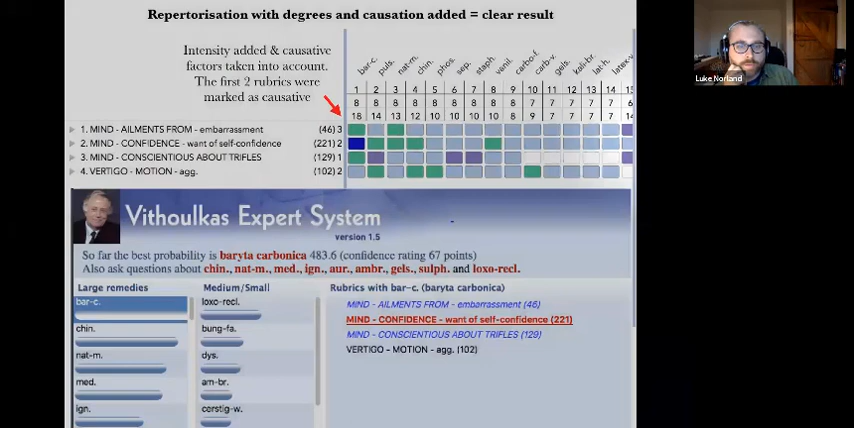 Repertorisation with degrees and causation added = clear result
Luke Norland
Intensity added & causative
factors taken into account.
The first 2 rubrics were
marked as causative
bar-c. puls. nat-m. chin. phos. sep. staph. vanil. carbo-f. carb-v. gels. kali-br. lat-h. latex-v
1 2 3 4 5 6 7 8 9 10 11 12 13 14 15
8 8 8 8 8 8 8 8 8 7 7 7 7 7 6
18 14 13 12 10 10 10 10 8 9 7 7 7 7 14
1. MIND - AILMENTS FROM - embarrassment (46) 3
2. MIND - CONFIDENCE - want of self-confidence (221) 2
3. MIND - CONSCIENTIOUS ABOUT TRIFLES (129) 1
4. VERTIGO - MOTION - agg. (102) 2
Vithoulkas Expert System
version 1.5
So far the best probability is baryta carbonica 483.6 (confidence rating 67 points)
Also ask questions about chin., nat-m., med., ign., aur., ambr., gels., sulph. and loxo-recl.
Large remedies Medium/Small Rubrics with bar-c. (baryta carbonica)
bar-c. loxo-recl. MIND - AILMENTS FROM - embarrassment (46)
MIND - CONFIDENCE - want of self-confidence (221)
chin. bung-fa. MIND - CONSCIENTIOUS ABOUT TRIFLES (129)
nat-m. dys. VERTIGO - MOTION - agg. (102)
med. am-br.
ign. cerstig-w.